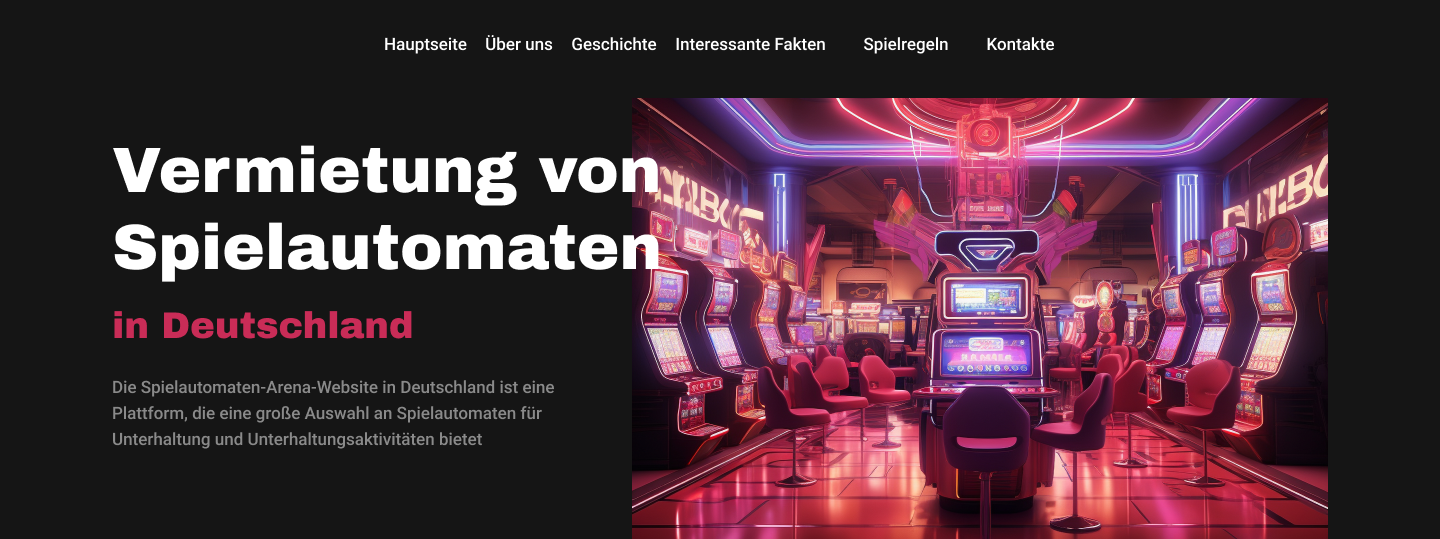 Hauptseite Über uns Geschichte Interessante Fakten Spielregeln Kontakte
Vermietung von
Spielautomaten
in Deutschland
Die Spielautomaten-Arena-Website in Deutschland ist eine
Plattform, die eine große Auswahl an Spielautomaten für
Unterhaltung und Unterhaltungsaktivitäten bietet